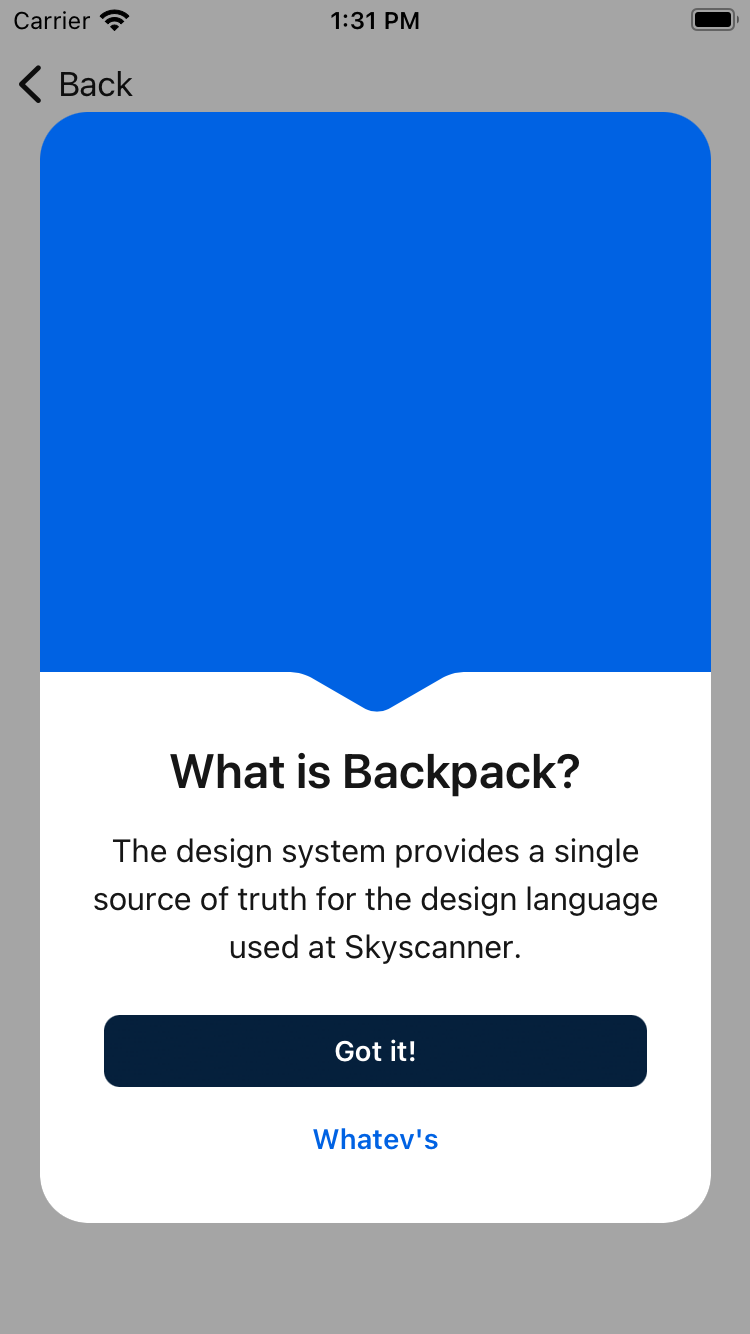 Carrier 1:31 PM
Back
What is Backpack?
The design system provides a single
source of truth for the design language
used at Skyscanner.
Got it!
Whatev's